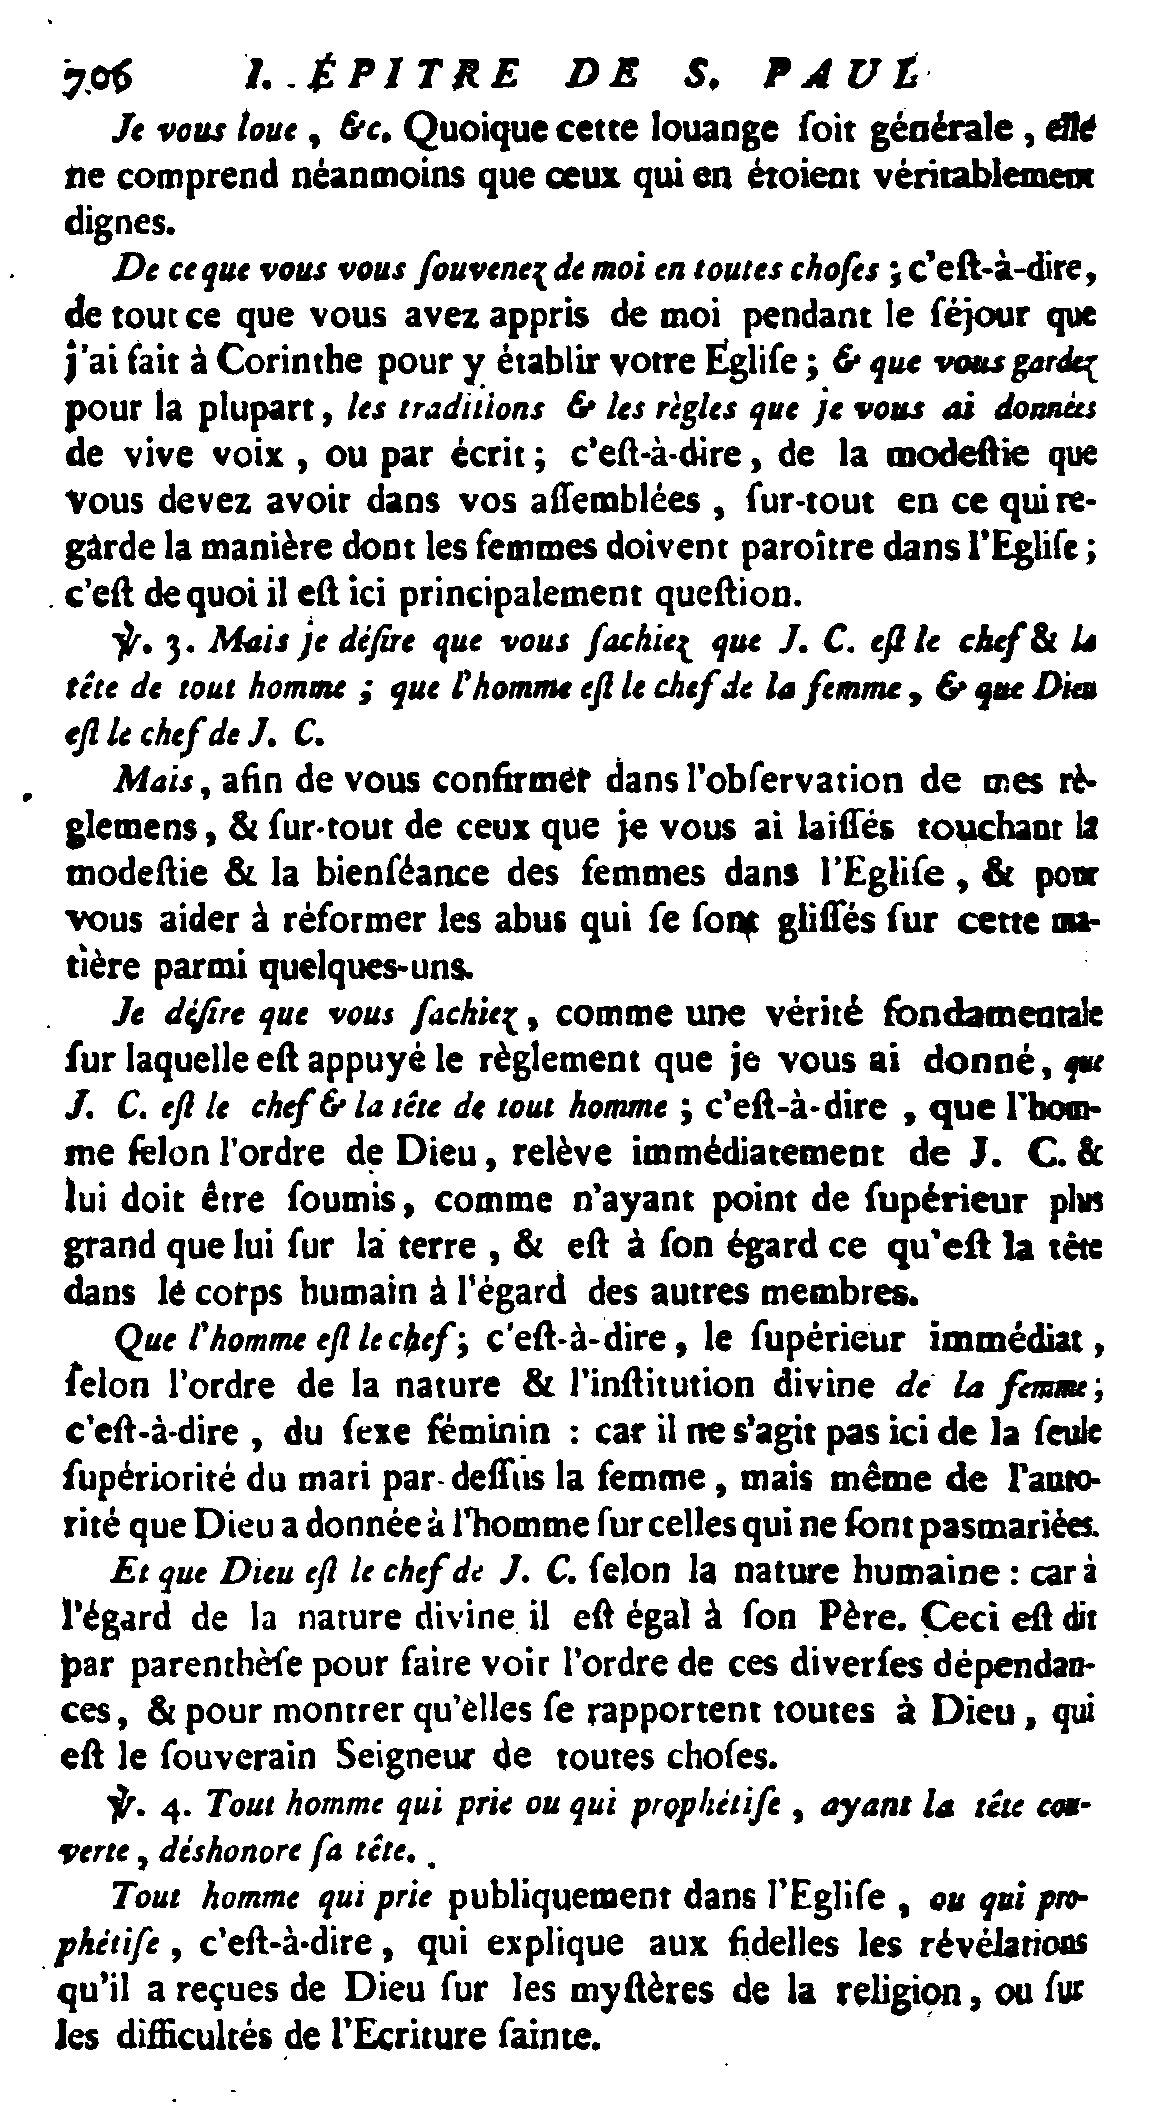 706 I. ÉPITRE DE S. PAUL
Je vous loue, &c. Quoique cette louange ſoit générale, elle
ne comprend néanmoins que ceux qui en étoient véritablement
dignes.
De ce que vous vous ſouvenez de moi en toutes choſes; c'eſt-à-dire,
de tout ce que vous avez appris de moi pendant le ſéjour que
j'ai fait à Corinthe pour y établir votre Egliſe; & que vous gardez
pour la plupart, les traditions & les règles que je vous ai données
de vive voix, ou par écrit; c'eſt-à-dire, de la modeſtie que
vous devez avoir dans vos aſſemblées, ſur-tout en ce qui re-
garde la manière dont les femmes doivent paroître dans l'Egliſe;
c'eſt de quoi il eſt ici principalement queſtion.
℣. 3. Mais je déſire que vous ſachiez que J. C. eſt le chef & la
tête de tout homme; que l'homme eſt le chef de la femme, & que Dieu
eſt le chef de J. C.
Mais, afin de vous confirmer dans l'obſervation de mes rè-
glemens, & ſur-tout de ceux que je vous ai laiſſés touchant la
modeſtie & la bienſéance des femmes dans l'Egliſe, & pour
vous aider à réformer les abus qui ſe ſont gliſſés ſur cette ma-
tière parmi quelques-uns.
Je déſire que vous ſachiez, comme une vérité fondamentale
ſur laquelle eſt appuyé le règlement que je vous ai donné, que
J. C. eſt le chef & la tête de tout homme; c'eſt-à-dire, que l'hom-
me ſelon l'ordre de Dieu, relève immédiatement de J. C. &
lui doit être ſoumis, comme n'ayant point de ſupérieur plus
grand que lui ſur la terre, & eſt à ſon égard ce qu'eſt la tête
dans le corps humain à l'égard des autres membres.
Que l'homme eſt le chef; c'eſt-à-dire, le ſupérieur immédiat,
ſelon l'ordre de la nature & l'inſtitution divine de la femme;
c'eſt-à-dire, du ſexe féminin : car il ne s'agit pas ici de la ſeule
ſupériorité du mari par-deſſus la femme, mais même de l'auto-
rité que Dieu a donnée à l'homme ſur celles qui ne ſont pas mariées.
Et que Dieu eſt le chef de J. C. ſelon la nature humaine : car à
l'égard de la nature divine il eſt égal à ſon Père. Ceci eſt dit
par parenthèſe pour faire voir l'ordre de ces diverſes dépendan-
ces, & pour montrer qu'elles ſe rapportent toutes à Dieu, qui
eſt le ſouverain Seigneur de toutes choſes.
℣. 4. Tout homme qui prie ou qui prophétiſe, ayant la tête cou-
verte, déshonore ſa tête.
Tout homme qui prie publiquement dans l'Egliſe, ou qui pro-
phétiſe, c'eſt-à-dire, qui explique aux fidelles les révélations
qu'il a reçues de Dieu ſur les myſtères de la religion, ou ſur
les difficultés de l'Ecriture ſainte.